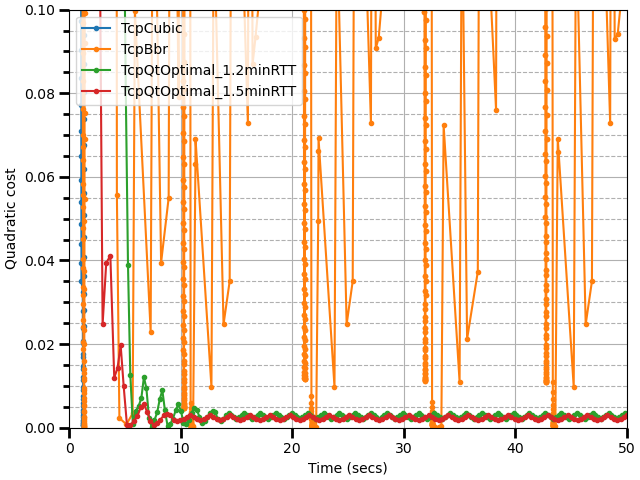 0.10
0.08
0.06
0.04
0.02
0.00
Quadratic cost
TcpCubic
TcpBbr
TcpQtOptimal_1.2minRTT
TcpQtOptimal_1.5minRTT
0 10 20 30 40 50
Time (secs)